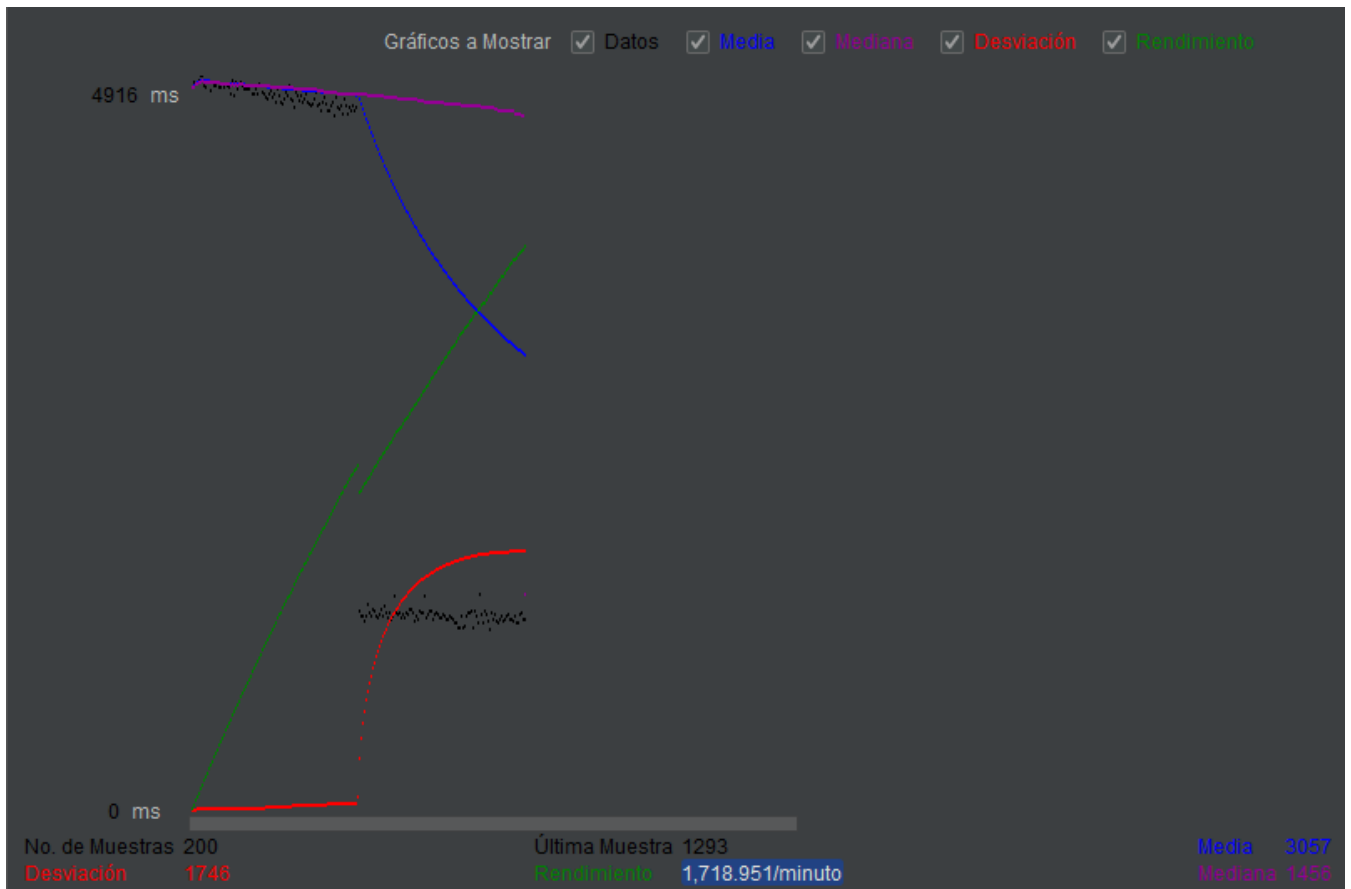 Gráficos a Mostrar Datos Media Mediana Desviación Rendimiento
4916 ms
0 ms
No. de Muestras 200 Última Muestra 1293 Media 3057
Desviación 1746 Rendimiento 1,718.951/minuto Mediana 1456